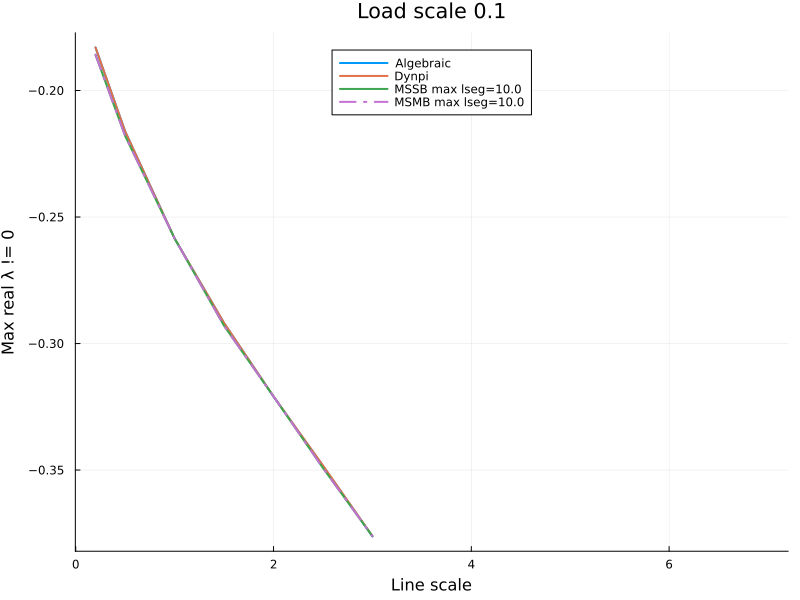 Load scale 0.1
Algebraic
Dynpi
MSSB max lseg=10.0
MSMB max lseg=10.0
Max real λ != 0
−0.20
−0.25
−0.30
−0.35
0 2 4 6
Line scale